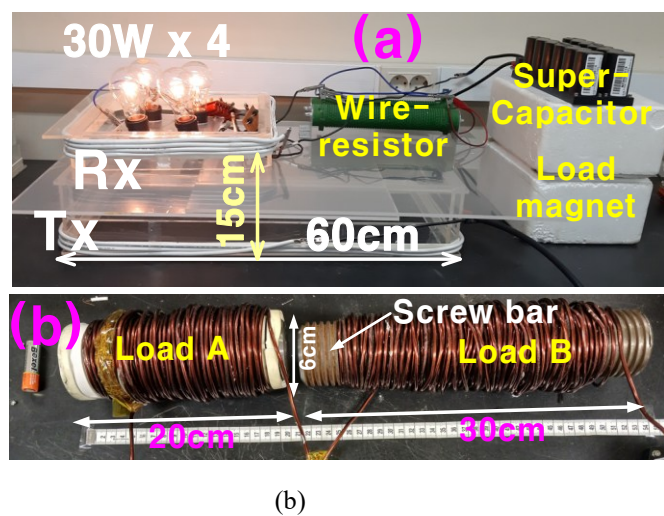 30W x 4
(a)
Super-
Capacitor
Wire-
resistor
Rx
Load
magnet
15cm
Tx
60cm
(b)
Screw bar
Load A
6cm
Load B
20cm
30cm
(b)